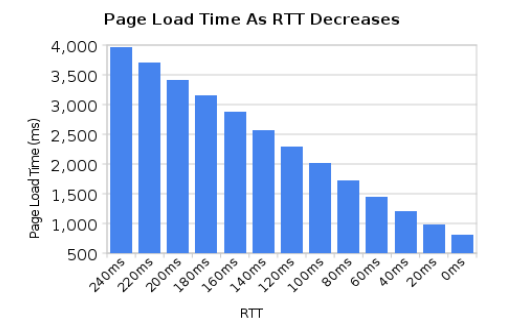 Page Load Time As RTT Decreases
Page Load Time (ms)
4,000
3,500
3,000
2,500
2,000
1,500
1,000
500
240ms
220ms
200ms
180ms
160ms
140ms
120ms
100ms
80ms
60ms
40ms
20ms
0ms
RTT